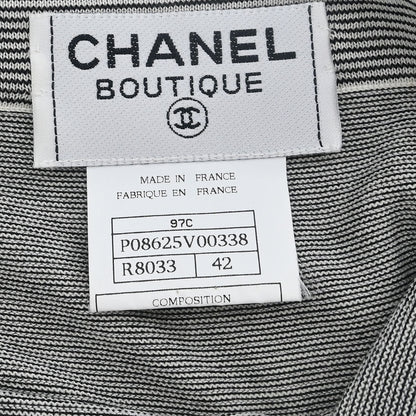 CHANEL
BOUTIQUE
MADE IN FRANCE
FABRIQUE EN FRANCE
97C
P08625V00338
R8033 42
COMPOSITION